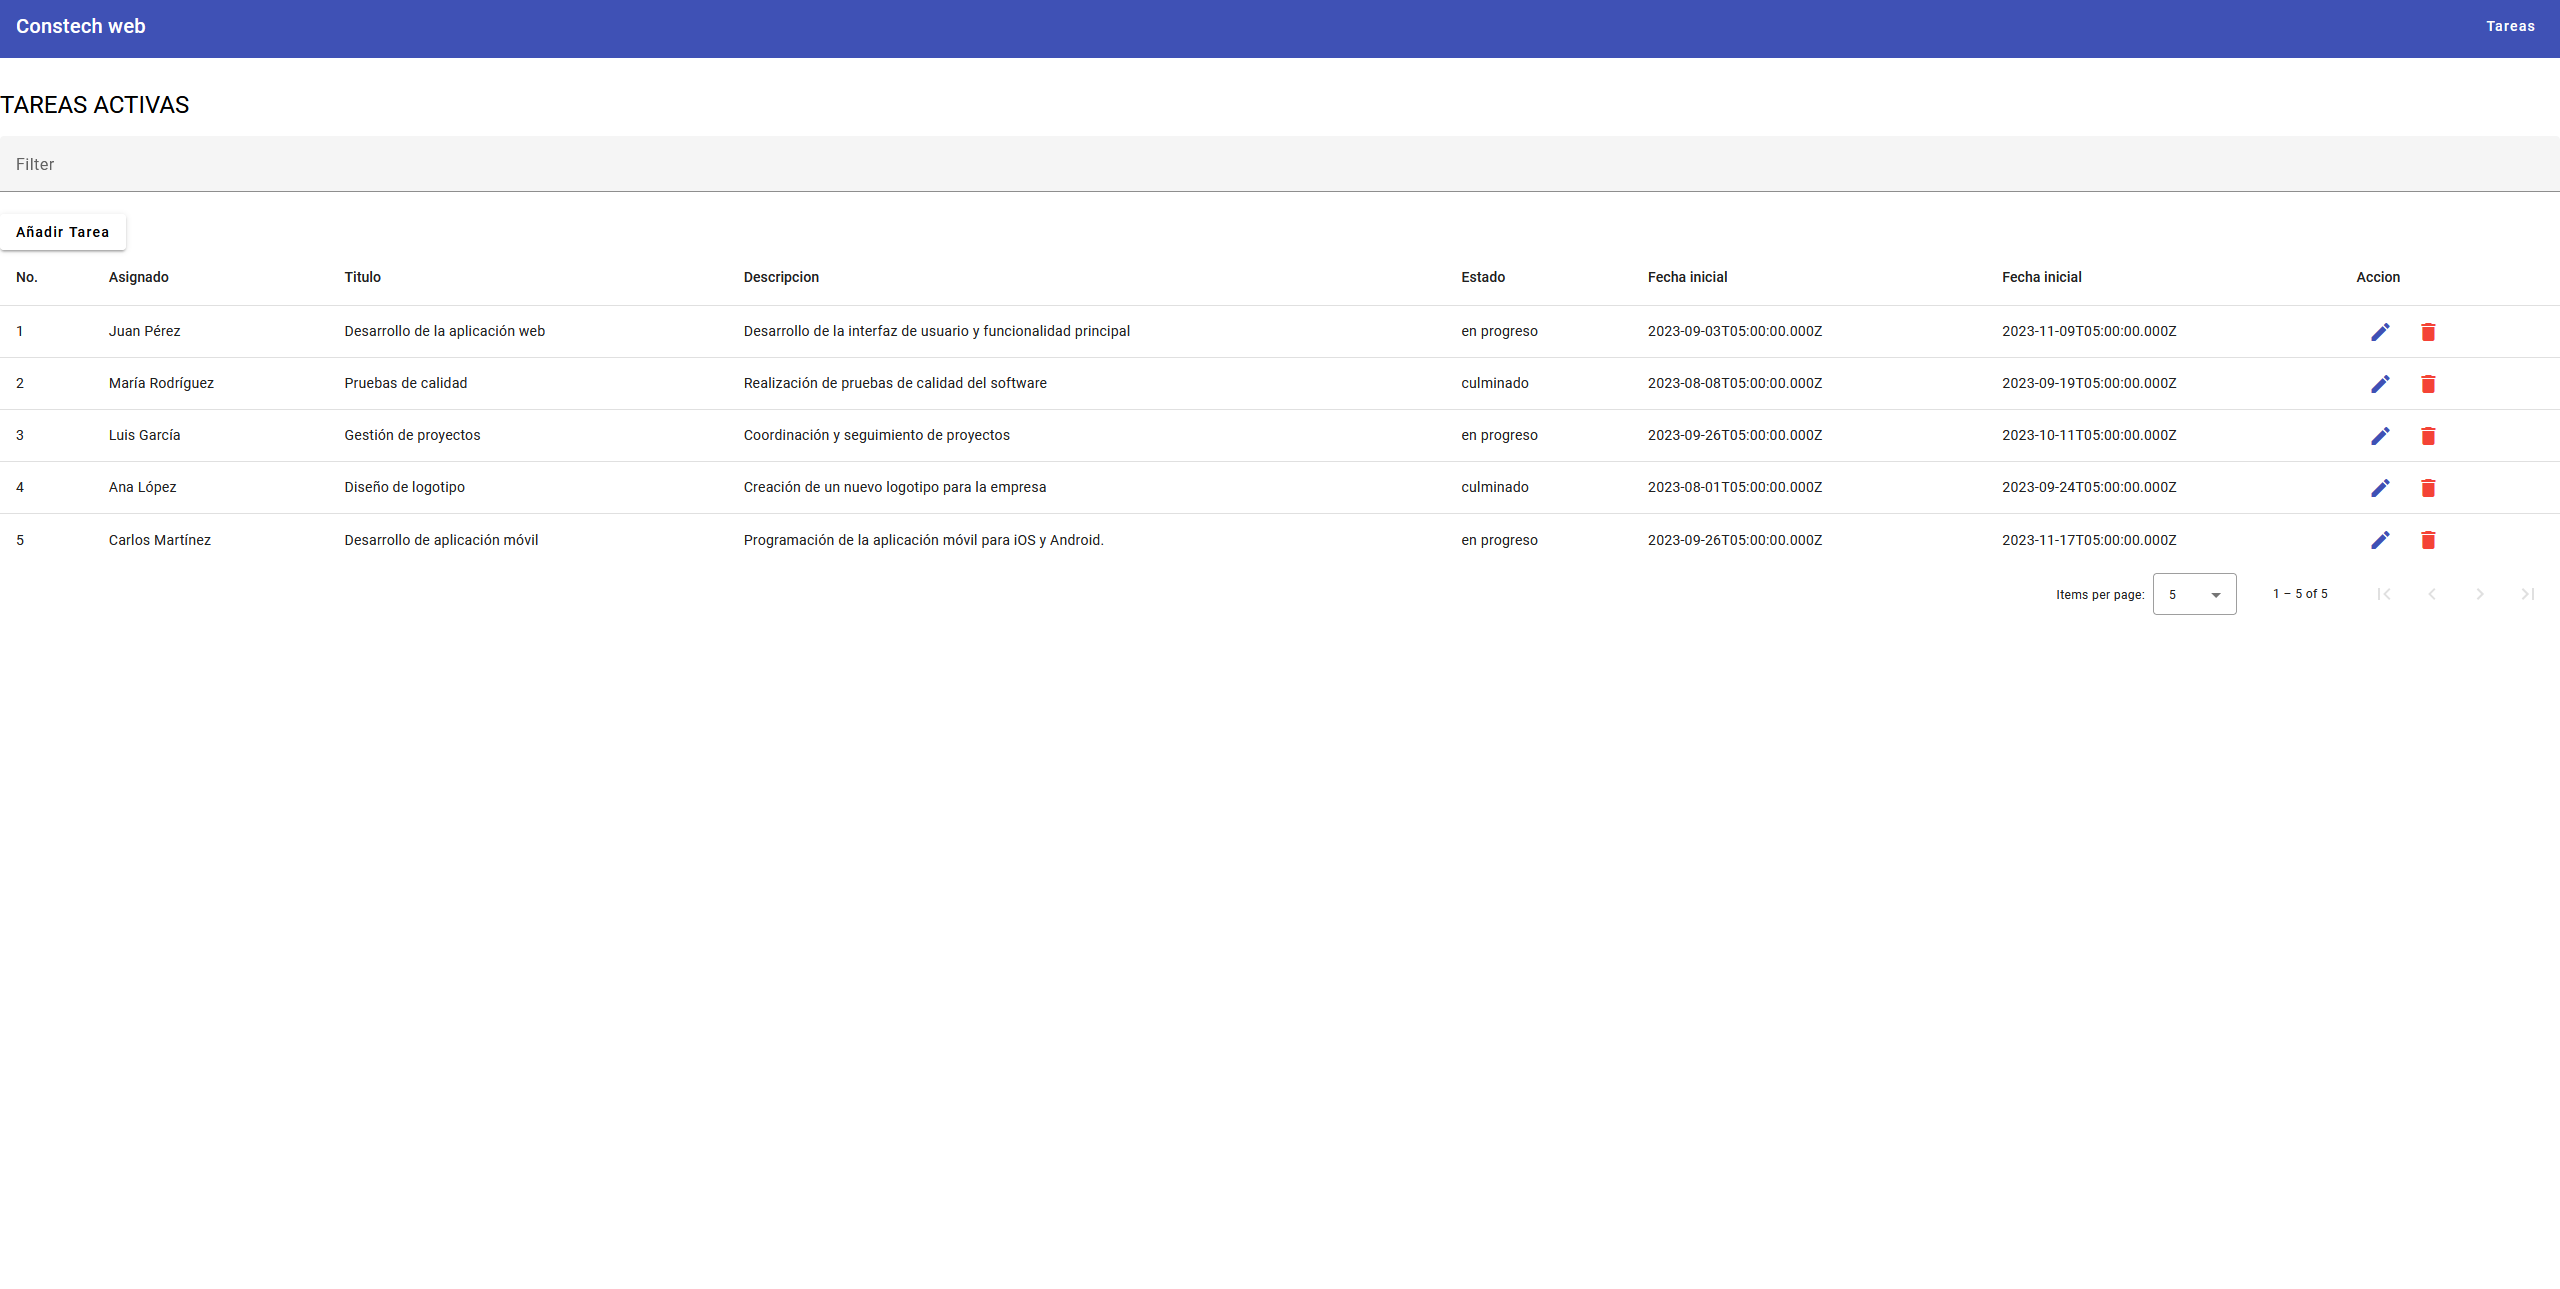 Constech web Tareas
TAREAS ACTIVAS
Filter
Añadir Tarea
No. Asignado Titulo Descripcion Estado Fecha inicial Fecha inicial Accion
1 Juan Pérez Desarrollo de la aplicación web Desarrollo de la interfaz de usuario y funcionalidad principal en progreso 2023-09-03T05:00:00.000Z 2023-11-09T05:00:00.000Z
2 María Rodríguez Pruebas de calidad Realización de pruebas de calidad del software culminado 2023-08-08T05:00:00.000Z 2023-09-19T05:00:00.000Z
3 Luis García Gestión de proyectos Coordinación y seguimiento de proyectos en progreso 2023-09-26T05:00:00.000Z 2023-10-11T05:00:00.000Z
4 Ana López Diseño de logotipo Creación de un nuevo logotipo para la empresa culminado 2023-08-01T05:00:00.000Z 2023-09-24T05:00:00.000Z
5 Carlos Martínez Desarrollo de aplicación móvil Programación de la aplicación móvil para iOS y Android. en progreso 2023-09-26T05:00:00.000Z 2023-11-17T05:00:00.000Z
Items per page: 5 1 – 5 of 5